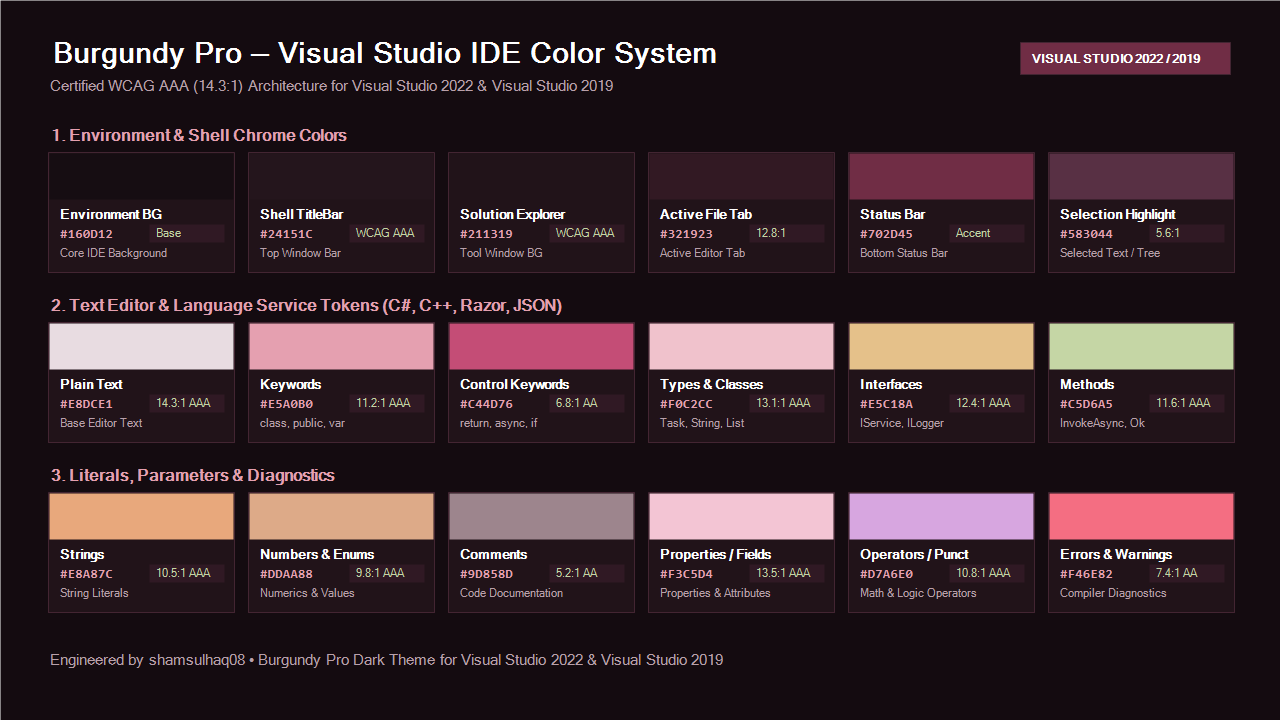 Burgundy Pro — Visual Studio IDE Color System
VISUAL STUDIO 2022 / 2019
Certified WCAG AAA (14.3:1) Architecture for Visual Studio 2022 & Visual Studio 2019
1. Environment & Shell Chrome Colors
Environment BG
#160D12 Base
Core IDE Background
Shell TitleBar
#24151C WCAG AAA
Top Window Bar
Solution Explorer
#211319 WCAG AAA
Tool Window BG
Active File Tab
#321923 12.8:1
Active Editor Tab
Status Bar
#702D45 Accent
Bottom Status Bar
Selection Highlight
#583044 5.6:1
Selected Text / Tree
2. Text Editor & Language Service Tokens (C#, C++, Razor, JSON)
Plain Text
#E8DCE1 14.3:1 AAA
Base Editor Text
Keywords
#E5A0B0 11.2:1 AAA
class, public, var
Control Keywords
#C44D76 6.8:1 AA
return, async, if
Types & Classes
#F0C2CC 13.1:1 AAA
Task, String, List
Interfaces
#E5C18A 12.4:1 AAA
IService, ILogger
Methods
#C5D6A5 11.6:1 AAA
InvokeAsync, Ok
3. Literals, Parameters & Diagnostics
Strings
#E8A87C 10.5:1 AAA
String Literals
Numbers & Enums
#DDAA88 9.8:1 AAA
Numerics & Values
Comments
#9D858D 5.2:1 AA
Code Documentation
Properties / Fields
#F3C5D4 13.5:1 AAA
Properties & Attributes
Operators / Punct
#D7A6E0 10.8:1 AAA
Math & Logic Operators
Errors & Warnings
#F46E82 7.4:1 AA
Compiler Diagnostics
Engineered by shamsulhaq08 • Burgundy Pro Dark Theme for Visual Studio 2022 & Visual Studio 2019